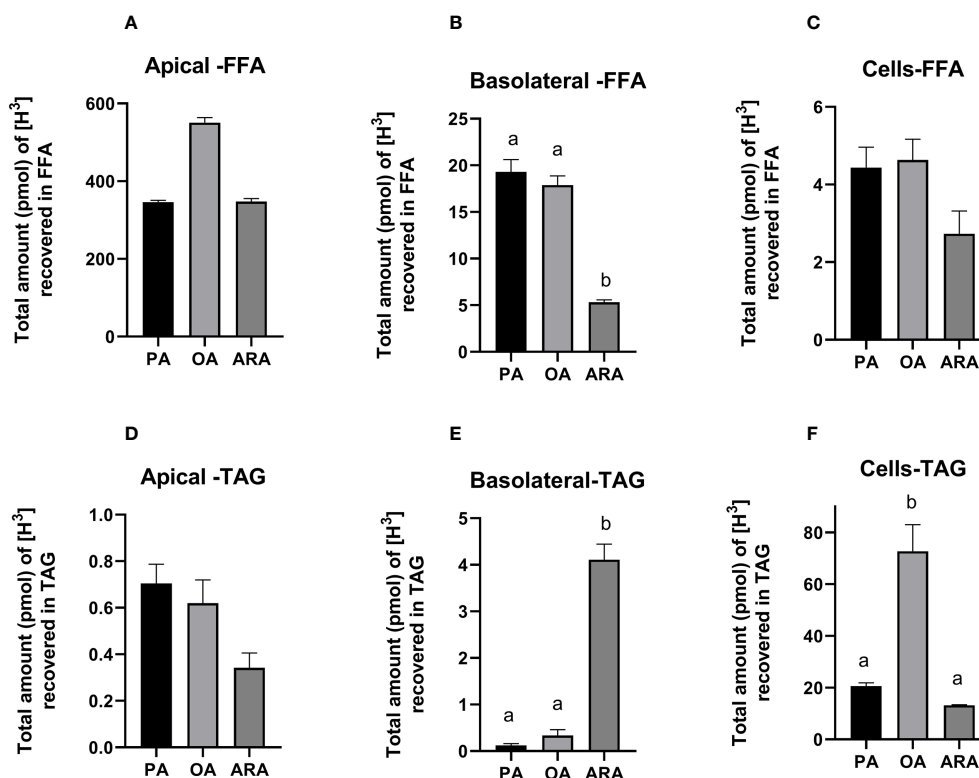 A
Apical -FFA
Total amount (pmol) of [H³]
recovered in FFA
600
400
200
0
PA OA ARA
B
Basolateral -FFA
Total amount (pmol) of [H³]
recovered in FFA
25
20
15
10
5
0
a a b
PA OA ARA
C
Cells-FFA
Total amount (pmol) of [H³]
recovered in FFA
6
4
2
0
PA OA ARA
D
Apical -TAG
Total amount (pmol) of [H³]
recovered in TAG
1.0
0.8
0.6
0.4
0.2
0.0
PA OA ARA
E
Basolateral-TAG
Total amount (pmol) of [H³]
recovered in TAG
5
4
3
2
1
0
a a b
PA OA ARA
F
Cells-TAG
Total amount (pmol) of [H³]
recovered in TAG
80
60
40
20
0
a b a
PA OA ARA